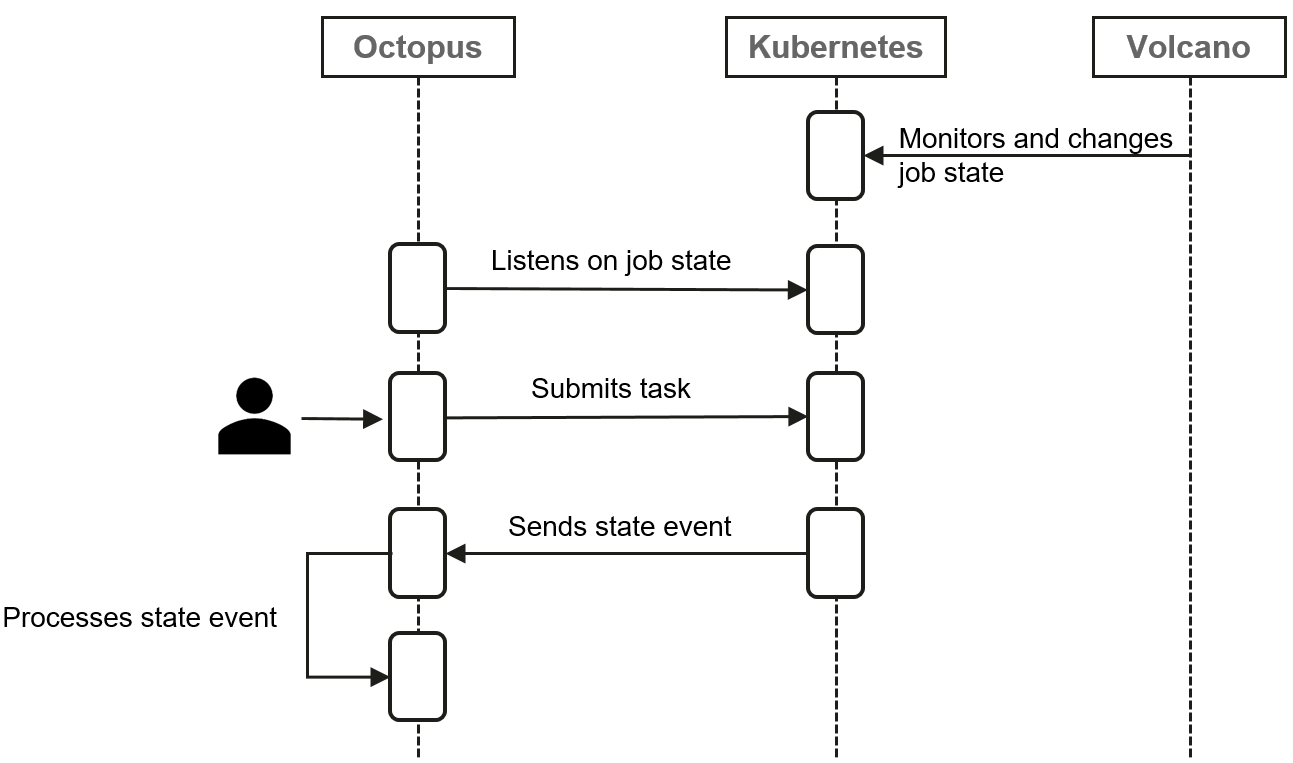 Octopus
Kubernetes
Volcano
Monitors and changes
job state
Listens on job state
Submits task
Sends state event
Processes state event